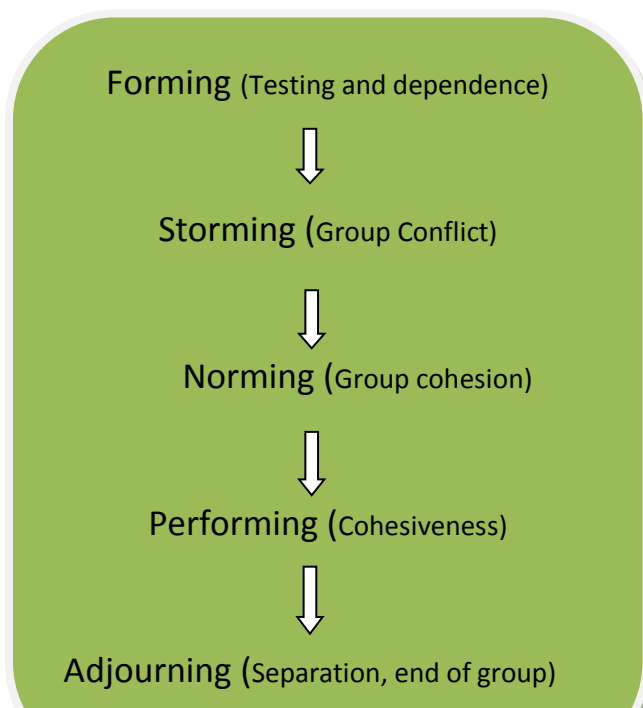 Forming (Testing and dependence)
Storming (Group Conflict)
Norming (Group cohesion)
Performing (Cohesiveness)
Adjourning (Separation, end of group)